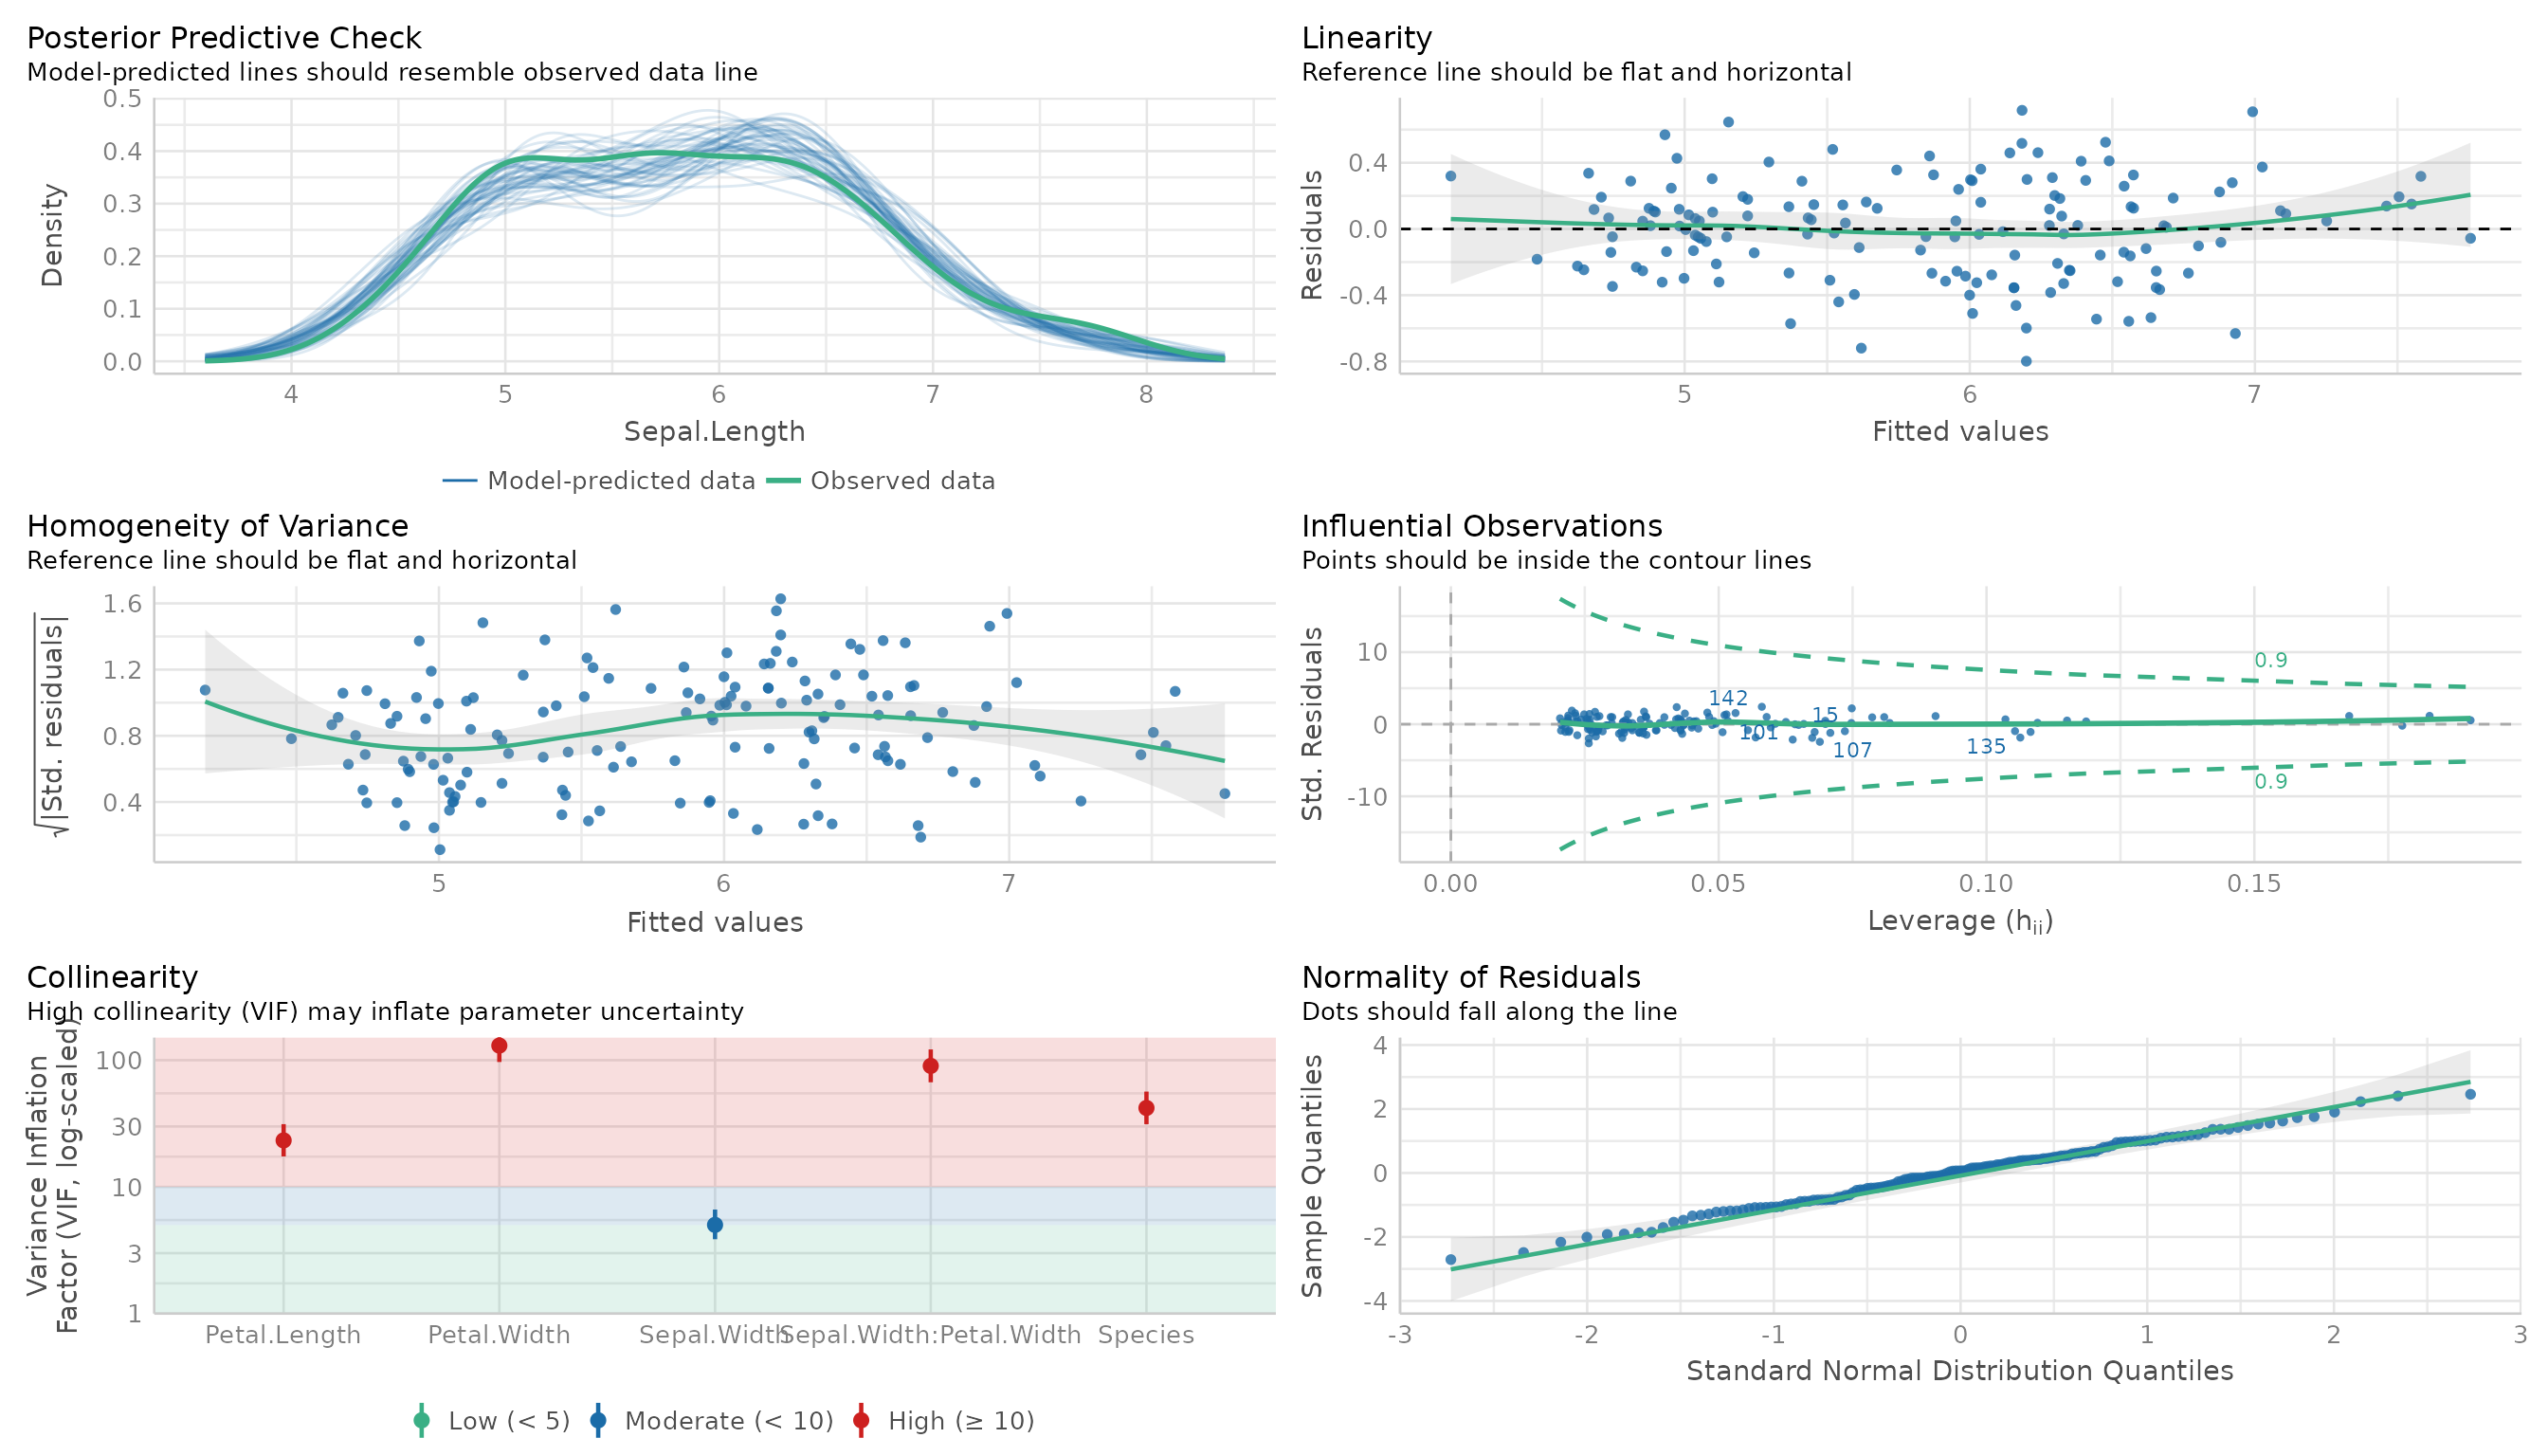 Posterior Predictive Check
Model-predicted lines should resemble observed data line
Density
0.5
0.4
0.3
0.2
0.1
0.0
4 5 6 7 8
Sepal.Length
Model-predicted data Observed data
Linearity
Reference line should be flat and horizontal
Residuals
0.4
0.0
-0.4
-0.8
5 6 7
Fitted values
Homogeneity of Variance
Reference line should be flat and horizontal
√|Std. residuals|
1.6
1.2
0.8
0.4
5 6 7
Fitted values
Influential Observations
Points should be inside the contour lines
Std. Residuals
10
0
-10
0.9
142
15
101
107
135
0.9
0.00 0.05 0.10 0.15
Leverage (hii)
Collinearity
High collinearity (VIF) may inflate parameter uncertainty
Variance Inflation
Factor (VIF, log-scaled)
100
30
10
3
1
Petal.Length Petal.Width Sepal.Width Sepal.Width:Petal.Width Species
Low (< 5) Moderate (< 10) High (≥ 10)
Normality of Residuals
Dots should fall along the line
Sample Quantiles
4
2
0
-2
-4
-3 -2 -1 0 1 2 3
Standard Normal Distribution Quantiles